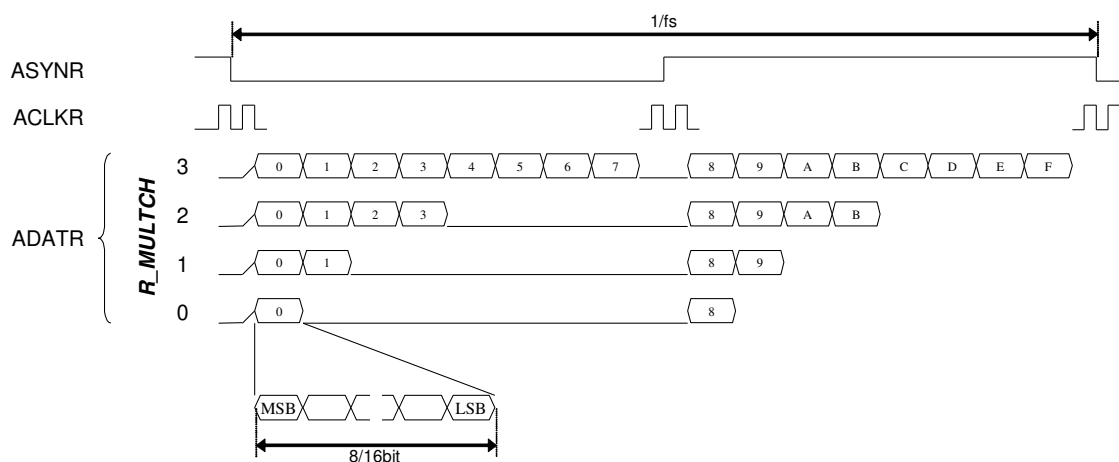 1/fs
ASYNR
ACLKR
3 0 1 2 3 4 5 6 7 8 9 A B C D E F
2 0 1 2 3 8 9 A B
ADATR R_MULTCH
1 0 1 8 9
0 0 8
MSB LSB
8/16bit